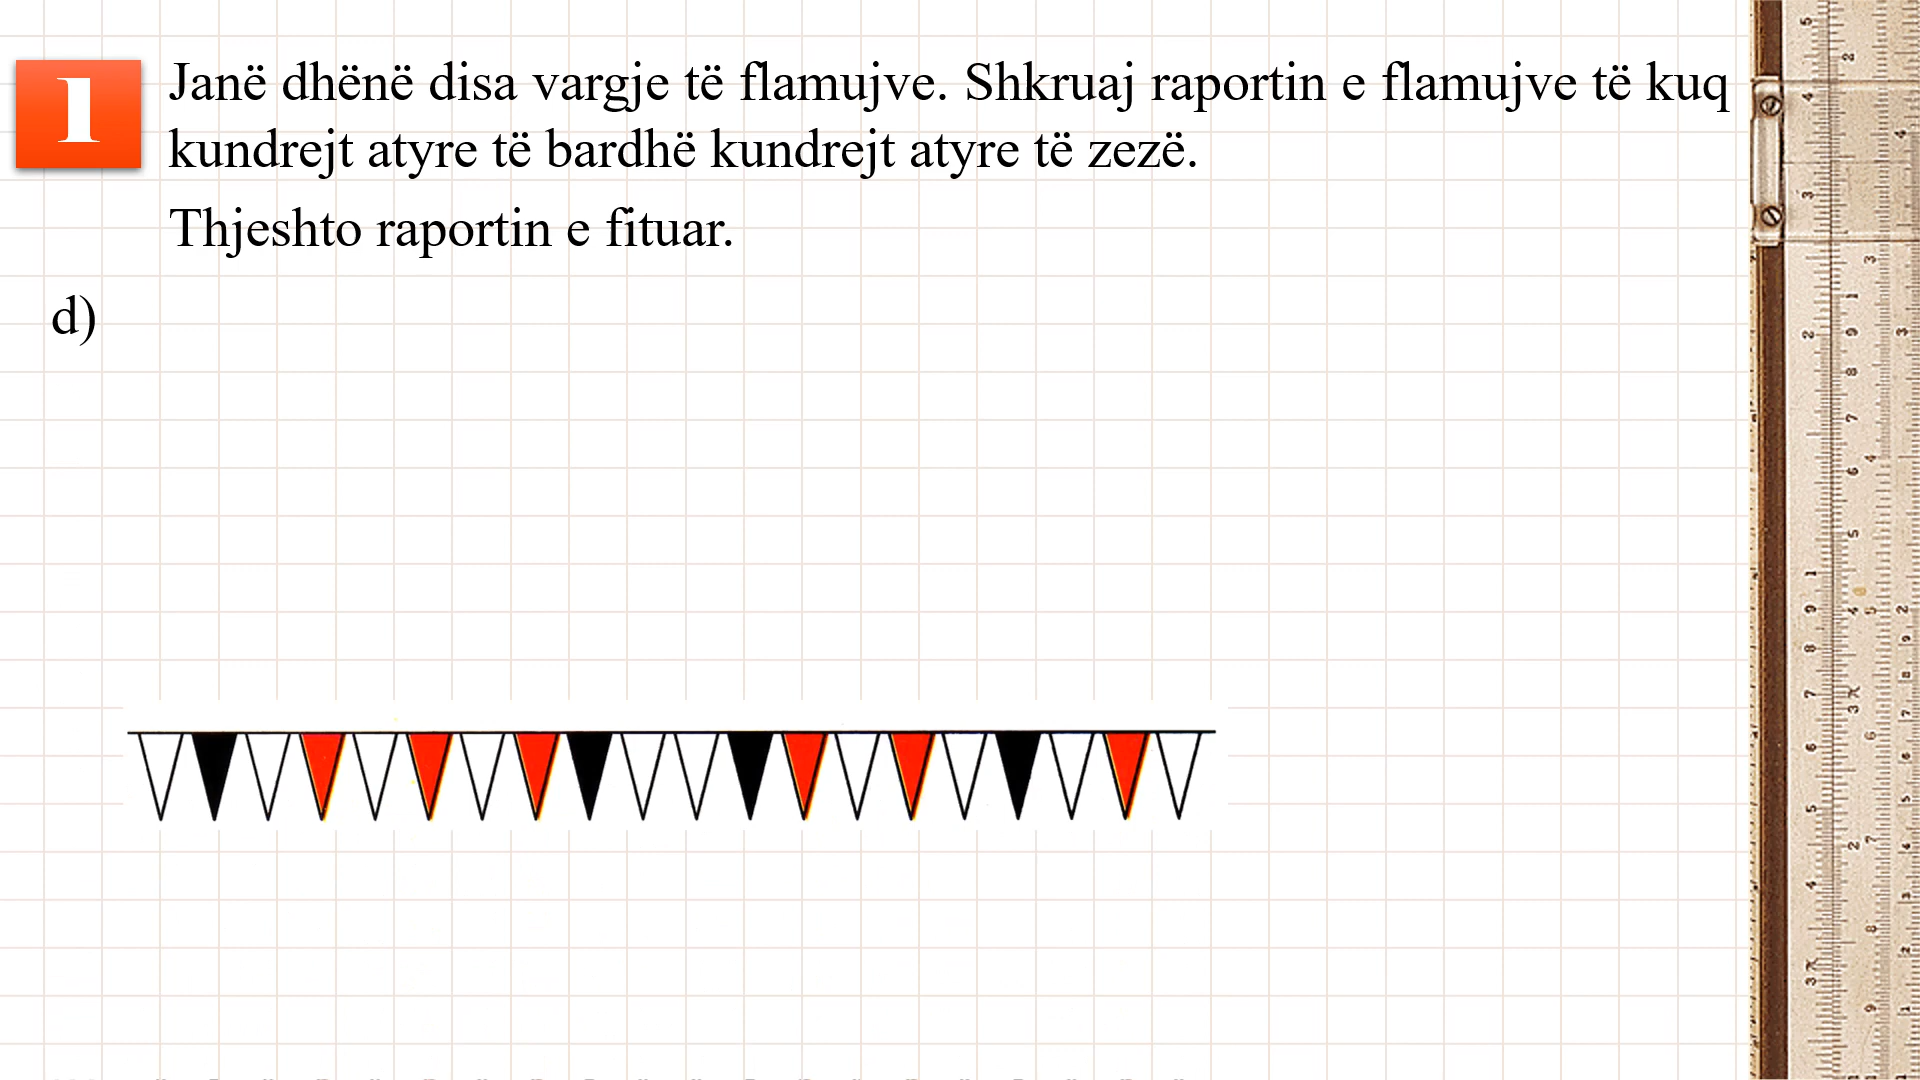 1
Janë dhënë disa vargje të flamujve. Shkruaj raportin e flamujve të kuq
kundrejt atyre të bardhë kundrejt atyre të zezë.
Thjeshto raportin e fituar.
d)